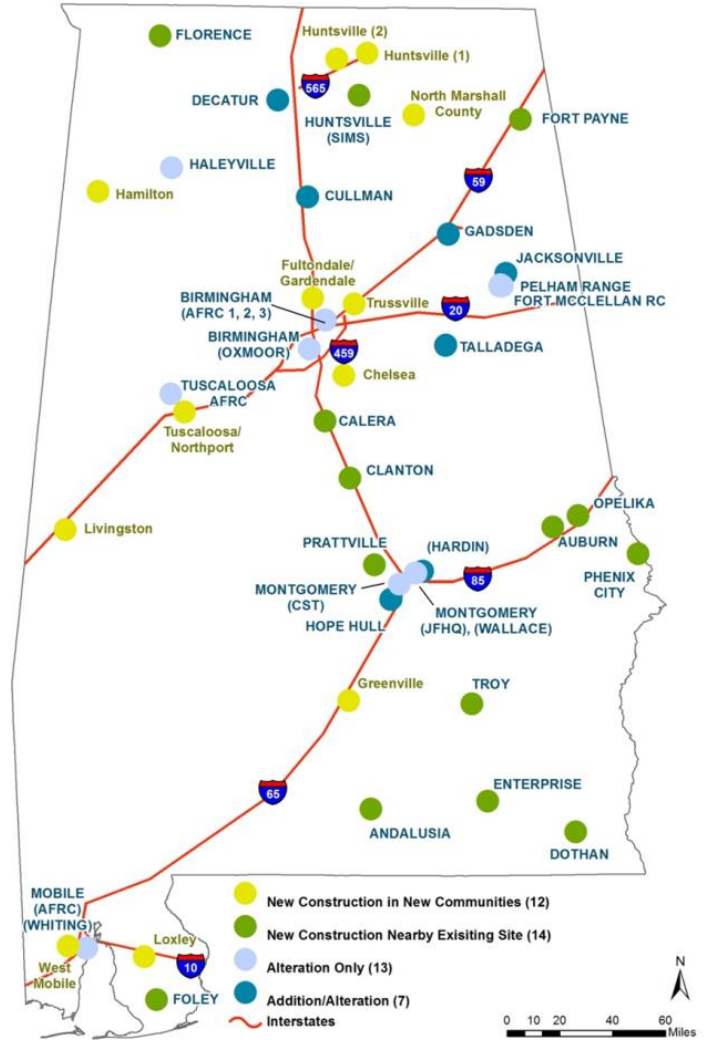 FLORENCE
Huntsville (2)
Huntsville (1)
565
DECATUR
HUNTSVILLE
(SIMS)
North Marshall
County
FORT PAYNE
HALEYVILLE
59
Hamilton
CULLMAN
GADSDEN
JACKSONVILLE
Fultondale/
Gardendale
PELHAM RANGE
FORT MCCLELLAN RC
BIRMINGHAM
(AFRC 1, 2, 3)
Trussville
20
BIRMINGHAM
(OXMOOR)
459
TALLADEGA
Chelsea
TUSCALOOSA
AFRC
Tuscaloosa/
Northport
CALERA
CLANTON
Livingston
OPELIKA
AUBURN
PRATTVILLE
(HARDIN)
PHENIX
CITY
85
MONTGOMERY
(CST)
MONTGOMERY
(JFHQ), (WALLACE)
HOPE HULL
Greenville
TROY
65
ENTERPRISE
ANDALUSIA
DOTHAN
MOBILE
(AFRC)
(WHITING)
Loxley
West
Mobile
10
FOLEY
New Construction in New Communities (12)
New Construction Nearby Exisiting Site (14)
Alteration Only (13)
Addition/Alteration (7)
Interstates
N
0 10 20 40 60
Miles